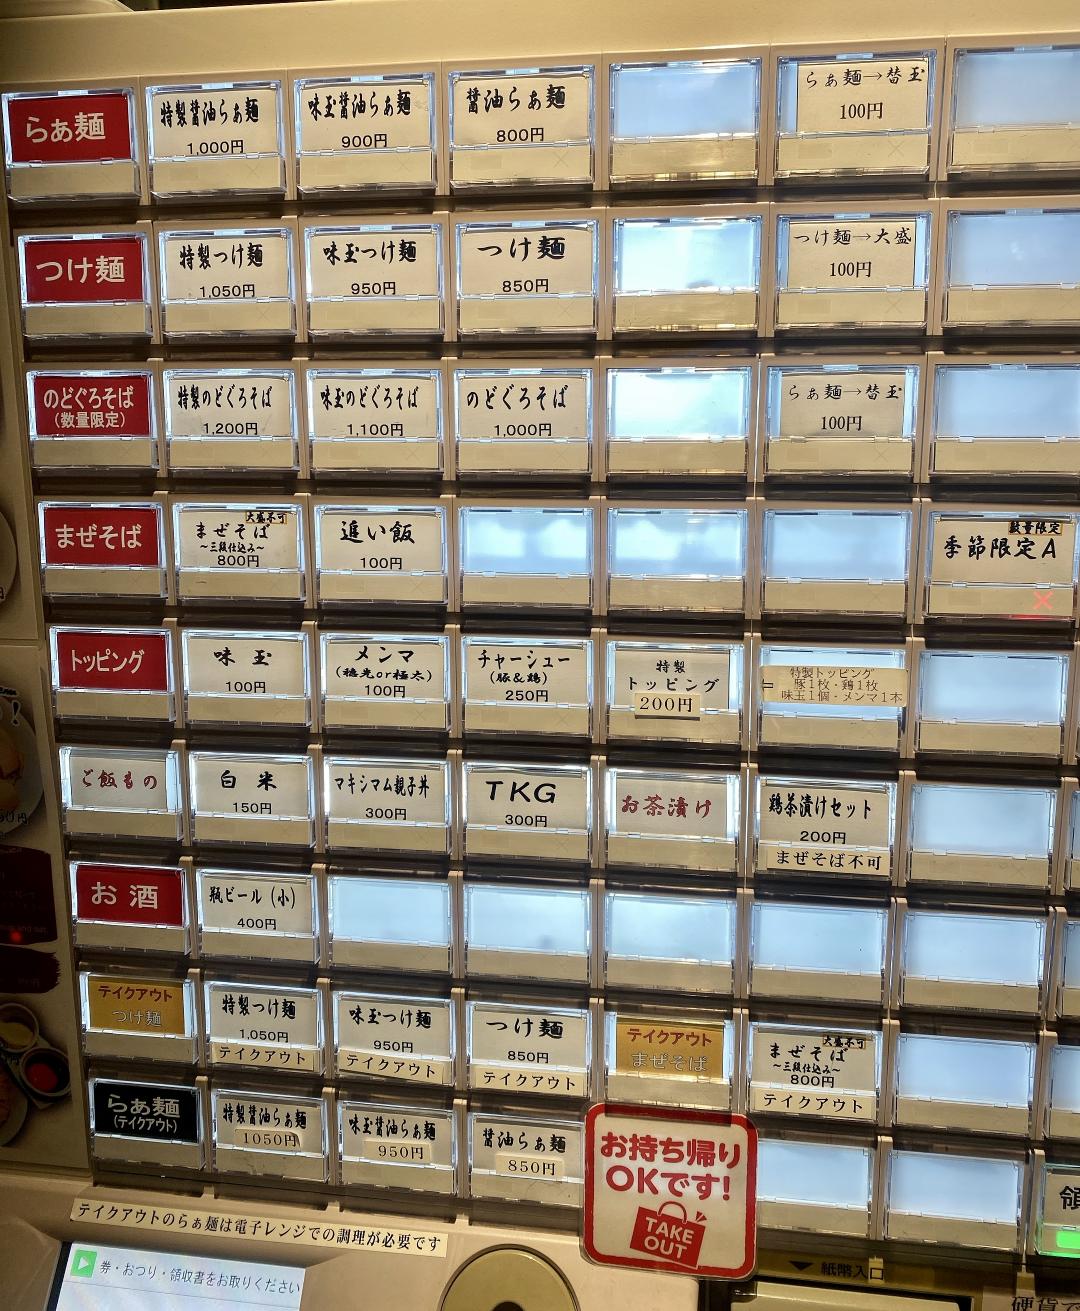 らぁ麺
特製醤油らぁ麺
1,000円
味玉醤油らぁ麺
900円
醤油らぁ麺
800円
らぁ麺→替玉
100円
つけ麺
特製つけ麺
1,050円
味玉つけ麺
950円
つけ麺
850円
つけ麺→大盛
100円
のどぐろそば
(数量限定)
特製のどぐろそば
1,200円
味玉のどぐろそば
1,100円
のどぐろそば
1,000円
らぁ麺→替玉
100円
まぜそば
大盛不可
まぜそば
~三段仕込み~
800円
追い飯
100円
数量限定
季節限定A
×
トッピング
味玉
100円
メンマ
(穂先or極太)
100円
チャーシュー
(豚&鶏)
250円
特製
トッピング
200円
=
特製トッピング
豚1枚・鶏1枚
味玉1個・メンマ1本
ご飯もの
白米
150円
マキシマム親子丼
300円
TKG
300円
お茶漬け
鶏茶漬けセット
200円
まぜそば不可
お酒
瓶ビール(小)
400円
テイクアウト
つけ麺
特製つけ麺
1,050円
テイクアウト
味玉つけ麺
950円
テイクアウト
つけ麺
850円
テイクアウト
テイクアウト
まぜそば
大盛不可
まぜそば
~三段仕込み~
800円
テイクアウト
らぁ麺
(テイクアウト)
特製醤油らぁ麺
1050円
味玉醤油らぁ麺
950円
醤油らぁ麺
850円
お持ち帰り
OKです!
TAKE
OUT
領
テイクアウトのらぁ麺は電子レンジでの調理が必要です
券・おつり・領収書をお取りください
紙幣入口
硬貨